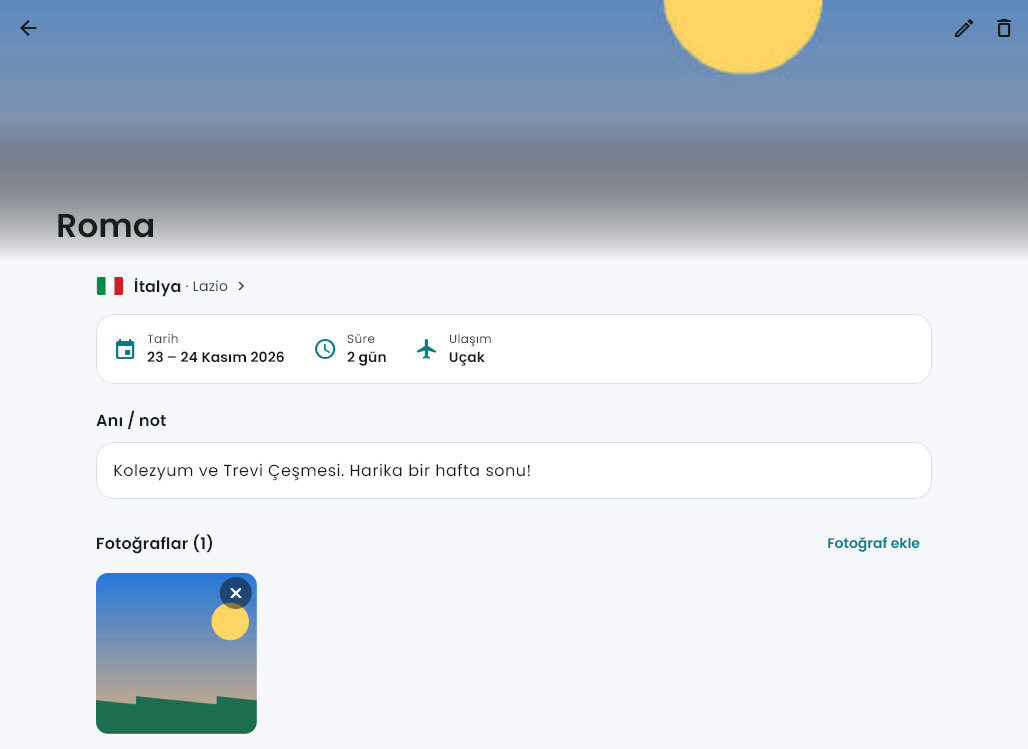 Roma
İtalya · Lazio
Tarih
23 – 24 Kasım 2026
Süre
2 gün
Ulaşım
Uçak
Anı / not
Kolezyum ve Trevi Çeşmesi. Harika bir hafta sonu!
Fotoğraflar (1)
Fotoğraf ekle